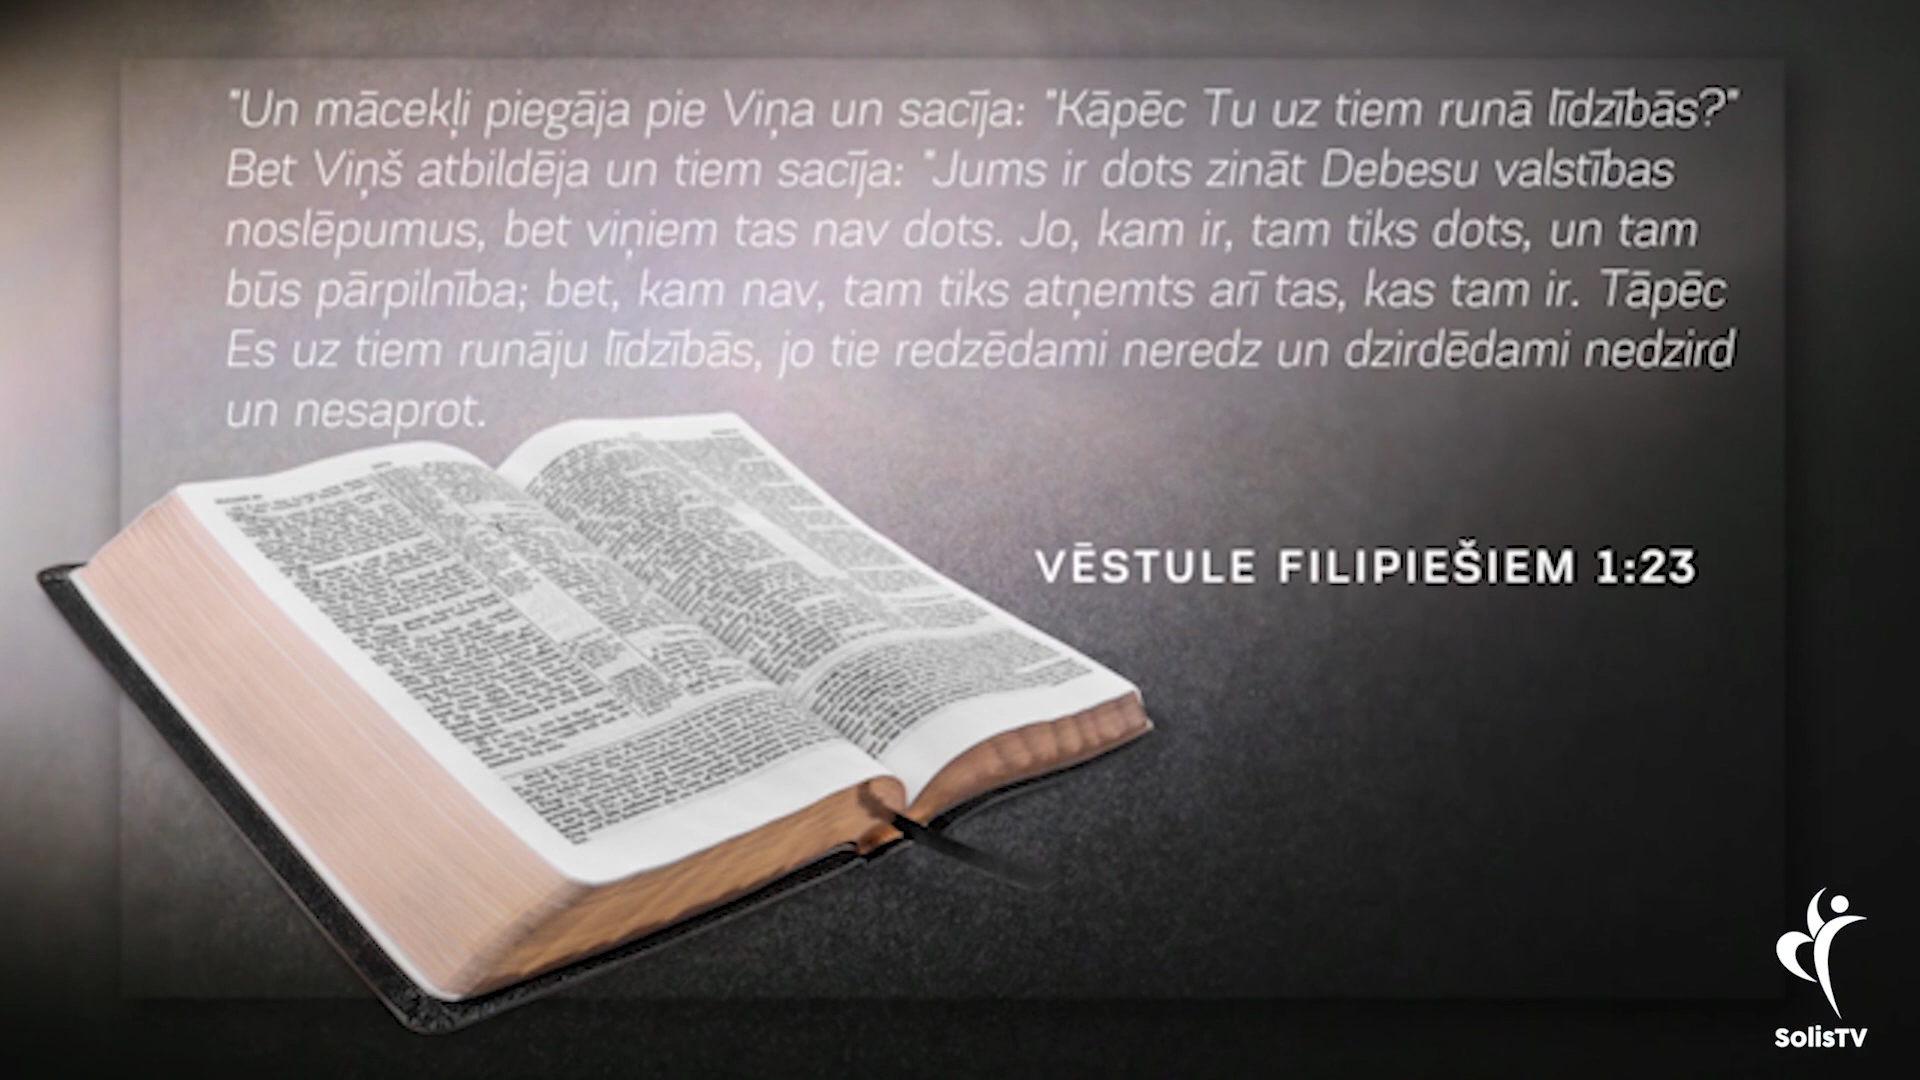 "Un mācekļi piegāja pie Viņa un sacīja: "Kāpēc Tu uz tiem runā līdzībās?"
Bet Viņš atbildēja un tiem sacīja: "Jums ir dots zināt Debesu valstības
noslēpumus, bet viņiem tas nav dots. Jo, kam ir, tam tiks dots, un tam
būs pārpilnība; bet, kam nav, tam tiks atņemts arī tas, kas tam ir. Tāpēc
Es uz tiem runāju līdzībās, jo tie redzēdami neredz un dzirdēdami nedzird
un nesaprot.
VĒSTULE FILIPIEŠIEM 1:23
SolisTV